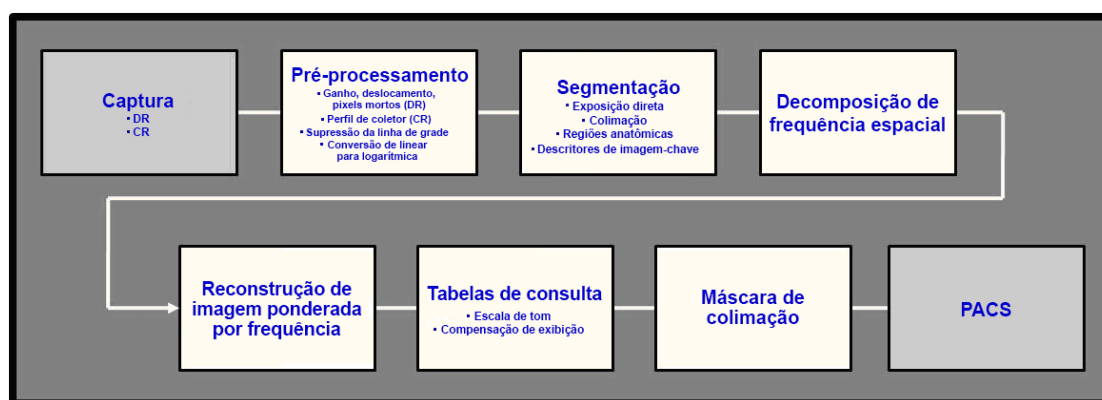 Captura
▪ DR
▪ CR
Pré-processamento
▪ Ganho, deslocamento,
pixels mortos (DR)
▪ Perfil de coletor (CR)
▪ Supressão da linha de grade
▪ Conversão de linear
para logarítmica
Segmentação
▪ Exposição direta
▪ Colimação
▪ Regiões anatômicas
▪ Descritores de imagem-chave
Decomposição de
frequência espacial
Reconstrução de
imagem ponderada
por frequência
Tabelas de consulta
▪ Escala de tom
▪ Compensação de exibição
Máscara de
colimação
PACS